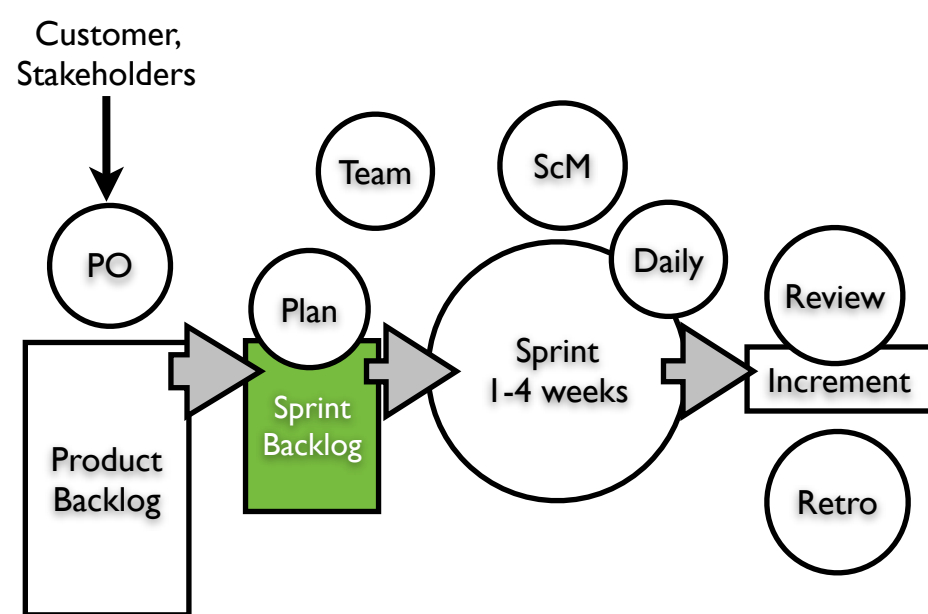 Customer,
Stakeholders
Team
ScM
PO
Daily
Plan
Review
Sprint
1-4 weeks
Increment
Sprint
Backlog
Product
Backlog
Retro